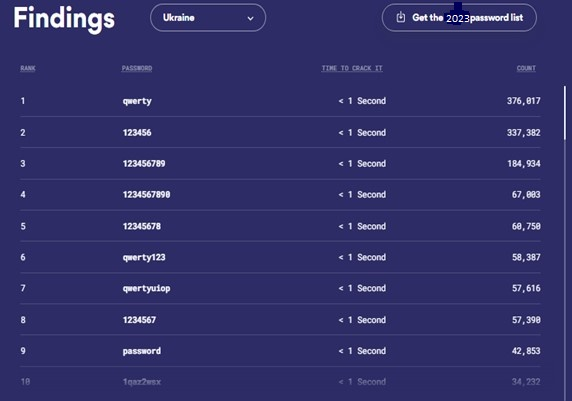 Findings
Ukraine
Get the 2023 password list
RANK PASSWORD TIME TO CRACK IT COUNT
1 qwerty < 1 Second 376,017
2 123456 < 1 Second 337,382
3 123456789 < 1 Second 184,934
4 1234567890 < 1 Second 67,003
5 12345678 < 1 Second 60,750
6 qwerty123 < 1 Second 58,387
7 qwertyuiop < 1 Second 57,616
8 1234567 < 1 Second 57,390
9 password < 1 Second 42,853
10 1qaz2wsx < 1 Second 34,232